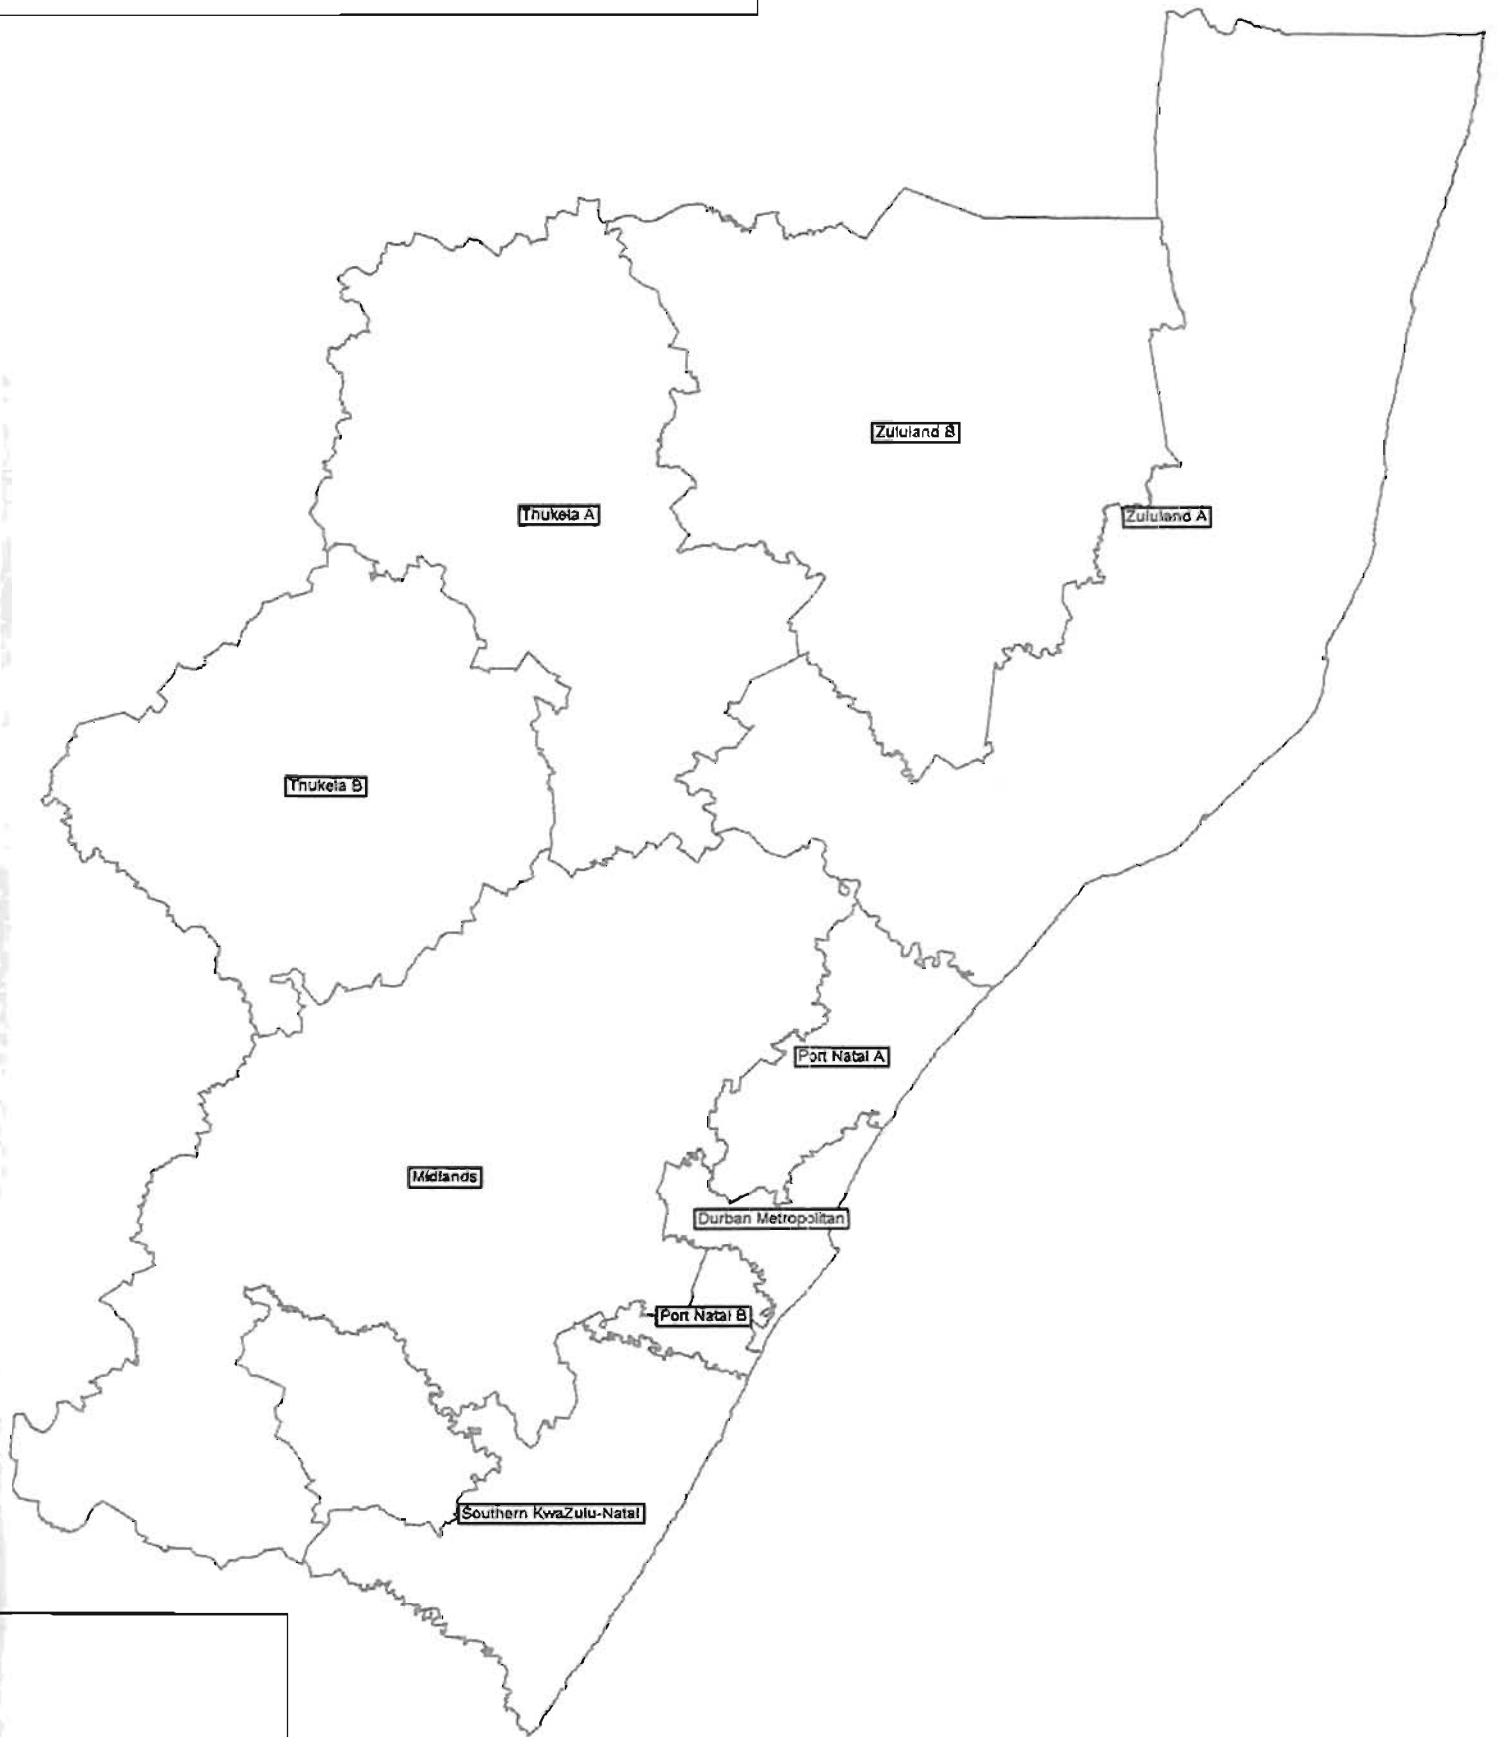 Zululand B
Thukela A
Zululand A
Thukela B
Port Natal A
Midlands
Durban Metropolitan
Port Natal B
Southern KwaZulu-Natal